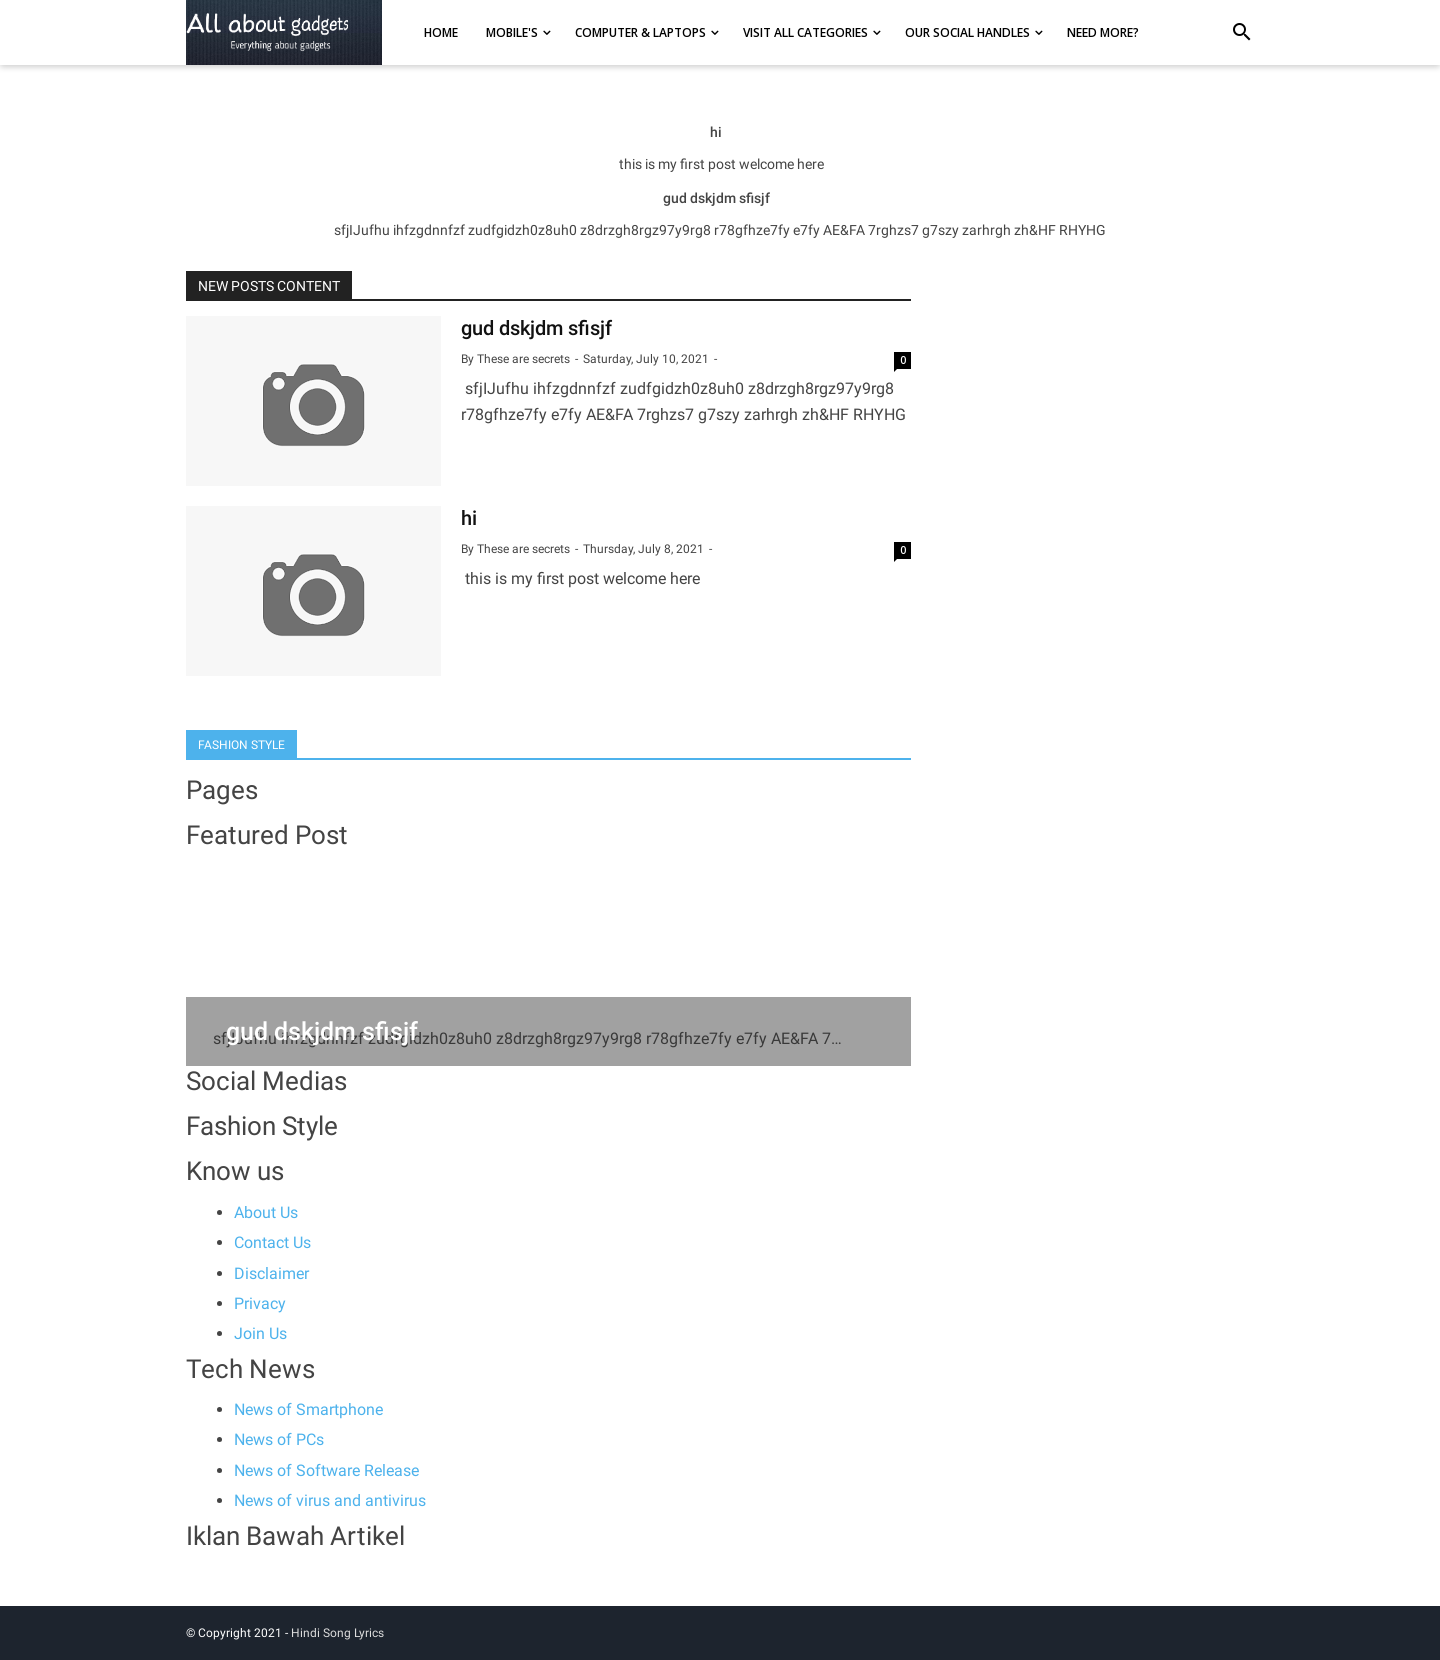 All about gadgets
Everything about gadgets
HOME MOBILE'S COMPUTER & LAPTOPS VISIT ALL CATEGORIES OUR SOCIAL HANDLES NEED MORE?
hi
this is my first post welcome here
gud dskjdm sfisjf
sfjIJufhu ihfzgdnnfzf zudfgidzh0z8uh0 z8drzgh8rgz97y9rg8 r78gfhze7fy e7fy AE&FA 7rghzs7 g7szy zarhrgh zh&HF RHYHG
NEW POSTS CONTENT
gud dskjdm sfisjf
By These are secrets - Saturday, July 10, 2021 - 0
sfjIJufhu ihfzgdnnfzf zudfgidzh0z8uh0 z8drzgh8rgz97y9rg8
r78gfhze7fy e7fy AE&FA 7rghzs7 g7szy zarhrgh zh&HF RHYHG
hi
By These are secrets - Thursday, July 8, 2021 - 0
this is my first post welcome here
FASHION STYLE
Pages
Featured Post
gud dskjdm sfisjf
sfjIJufhu ihfzgdnnfzf zudfgidzh0z8uh0 z8drzgh8rgz97y9rg8 r78gfhze7fy e7fy AE&FA 7…
Social Medias
Fashion Style
Know us
About Us
Contact Us
Disclaimer
Privacy
Join Us
Tech News
News of Smartphone
News of PCs
News of Software Release
News of virus and antivirus
Iklan Bawah Artikel
© Copyright 2021 - Hindi Song Lyrics